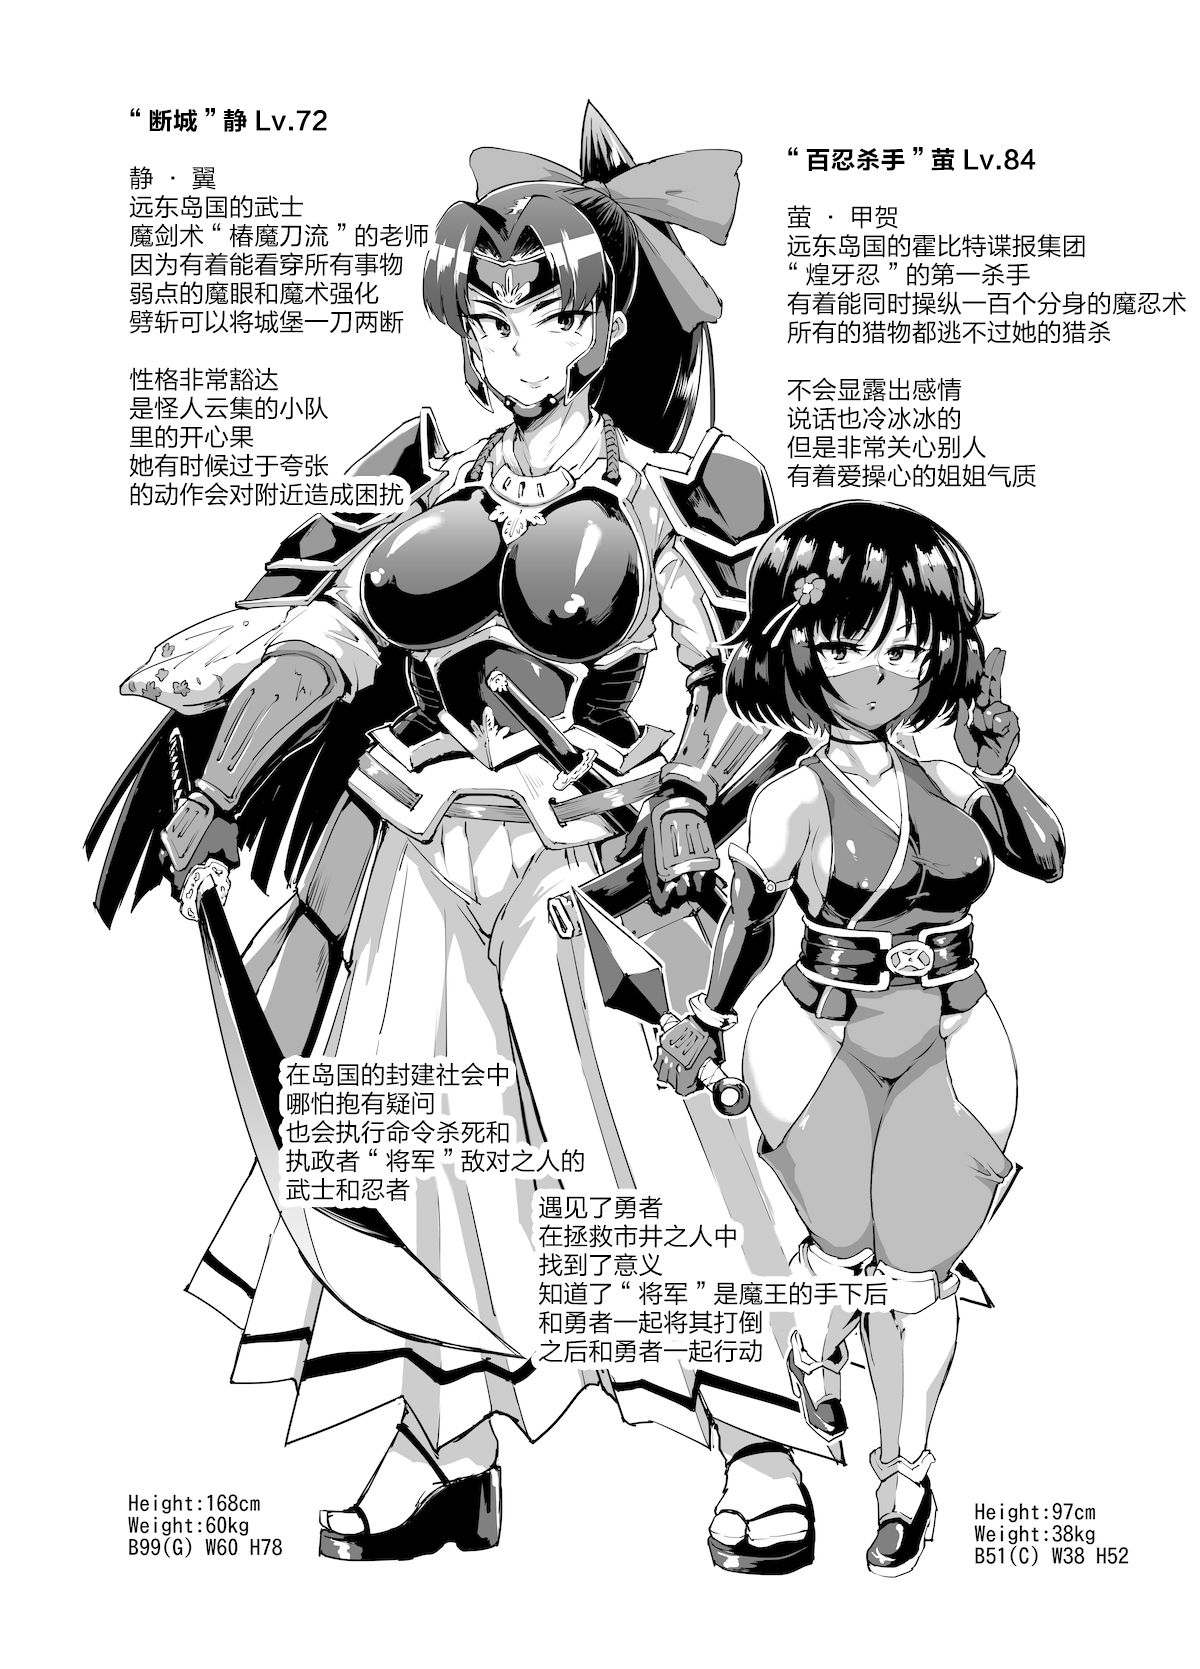 “断城”静 Lv.72
静·翼
远东岛国的武士
魔剑术“椿魔刀流”的老师
因为有着能看穿所有事物
弱点的魔眼和魔术强化
劈斩可以将城堡一刀两断
性格非常豁达
是怪人云集的小队
里的开心果
她有时候过于夸张
的动作会对附近造成困扰
“百忍杀手”萤 Lv.84
萤·甲贺
远东岛国的霍比特谍报集团
“煌牙忍”的第一杀手
有着能同时操纵一百个分身的魔忍术
所有的猎物都逃不过她的猎杀
不会显露出感情
说话也冷冰冰的
但是非常关心别人
有着爱操心的姐姐气质
在岛国的封建社会中
哪怕抱有疑问
也会执行命令杀死和
执政者“将军”敌对之人的
武士和忍者
遇见了勇者
在拯救市井之人中
找到了意义
知道了“将军”是魔王的手下后
和勇者一起将其打倒
之后和勇者一起行动
Height:168cm
Weight:60kg
B99(G) W60 H78
Height:97cm
Weight:38kg
B51(C) W38 H52